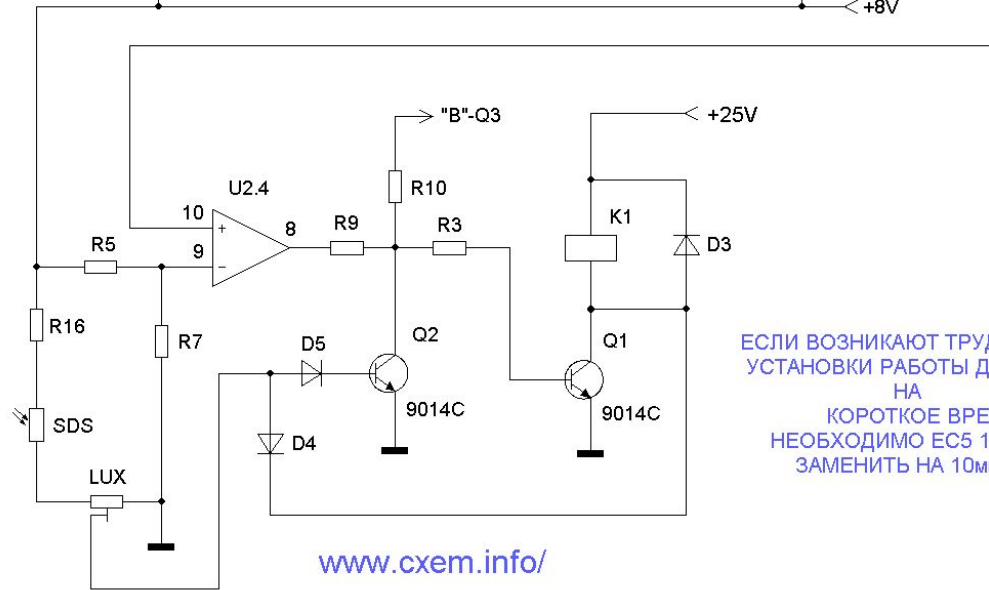 +8V
"B"-Q3
+25V
U2.4
R10
K1
10
+
8
R9
R3
R5
9
−
D3
R16
R7
Q2
Q1
D5
ЕСЛИ ВОЗНИКАЮТ
УСТАНОВКИ РАБОТЫ
НА
SDS
9014C
9014C
КОРОТКОЕ
D4
НЕОБХОДИМО ЕС5
LUX
ЗАМЕНИТЬ НА
www.cxem.info/